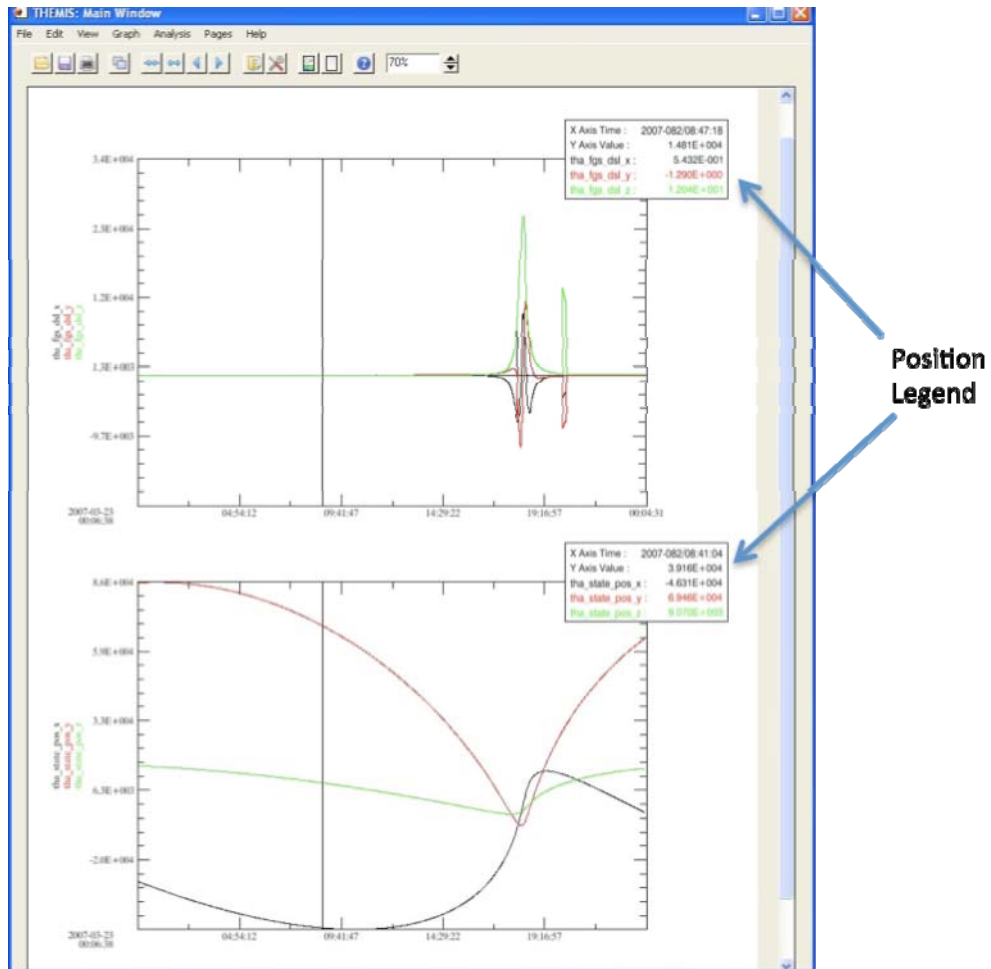 THEMIS: Main Window
File Edit View Graph Analysis Pages Help
70%
X Axis Time : 2007-082/08:47:18
Y Axis Value : 1.481E+004
tha_fgs_dsl_x : 5.432E-001
tha_fgs_dsl_y : -1.290E+000
tha_fgs_dsl_z : 1.204E+001
3.4E+004
2.3E+004
1.2E+004
1.3E+003
-9.7E+003
tha_fgs_dsl_x
tha_fgs_dsl_y
tha_fgs_dsl_z
2007-03-23
00:06:38
04:54:12
09:41:47
14:29:22
19:16:57
00:04:31
Position
Legend
X Axis Time : 2007-082/08:41:04
Y Axis Value : 3.916E+004
tha_state_pos_x : -4.631E+004
tha_state_pos_y : 6.946E+004
tha_state_pos_z : 9.070E+003
8.6E+004
5.9E+004
3.3E+004
6.3E+003
-2.0E+004
tha_state_pos_x
tha_state_pos_y
tha_state_pos_z
2007-03-23
00:06:38
04:54:12
09:41:47
14:29:22
19:16:57